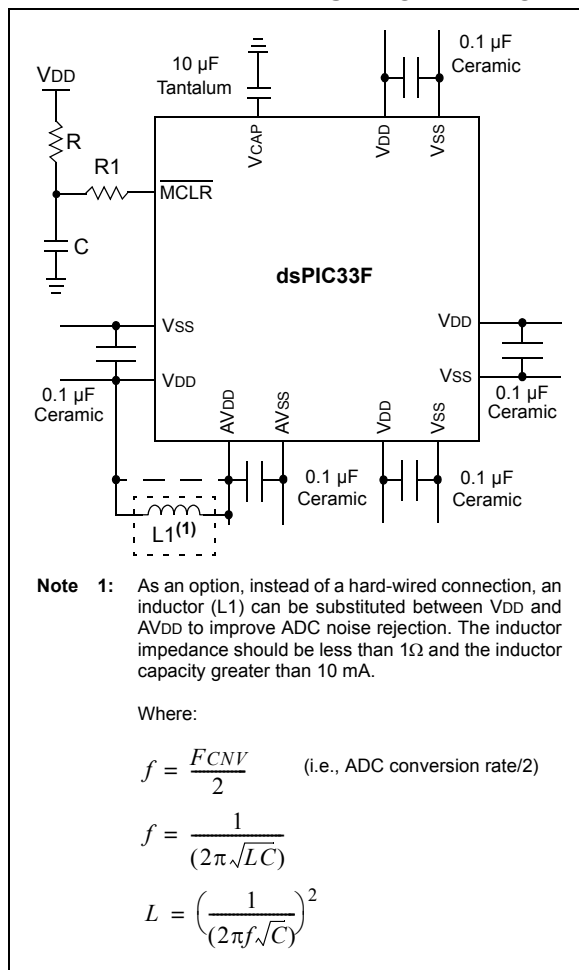 0.1 µF
Ceramic
10 µF
Tantalum
VDD
R
R1
C
VCAP
VDD
VSS
MCLR
dsPIC33F
VSS
VDD
0.1 µF
Ceramic
VDD
VSS
0.1 µF
Ceramic
AVDD
AVSS
VDD
VSS
0.1 µF
Ceramic
0.1 µF
Ceramic
L1(1)
Note 1: As an option, instead of a hard-wired connection, an
inductor (L1) can be substituted between VDD and
AVDD to improve ADC noise rejection. The inductor
impedance should be less than 1Ω and the inductor
capacity greater than 10 mA.
Where:
f = FCNV / 2 (i.e., ADC conversion rate/2)
f = 1 / (2π√LC)
L = (1 / (2πf√C))²